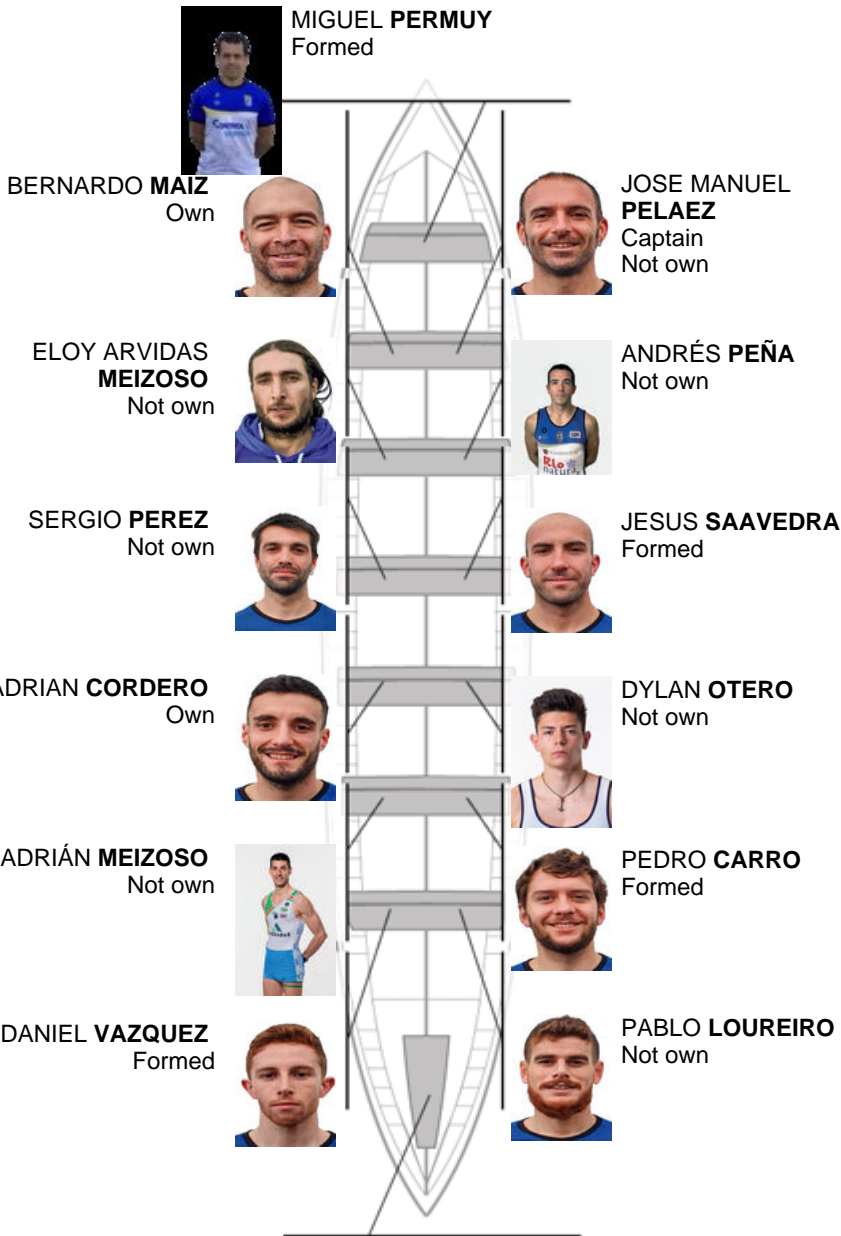 MIGUEL PERMUY
Formed
BERNARDO MAIZ
Own
JOSE MANUEL
PELAEZ
Captain
Not own
ELOY ARVIDAS
MEIZOSO
Not own
ANDRÉS PEÑA
Not own
SERGIO PEREZ
Not own
JESUS SAAVEDRA
Formed
ADRIAN CORDERO
Own
DYLAN OTERO
Not own
ADRIÁN MEIZOSO
Not own
PEDRO CARRO
Formed
DANIEL VAZQUEZ
Formed
PABLO LOUREIRO
Not own